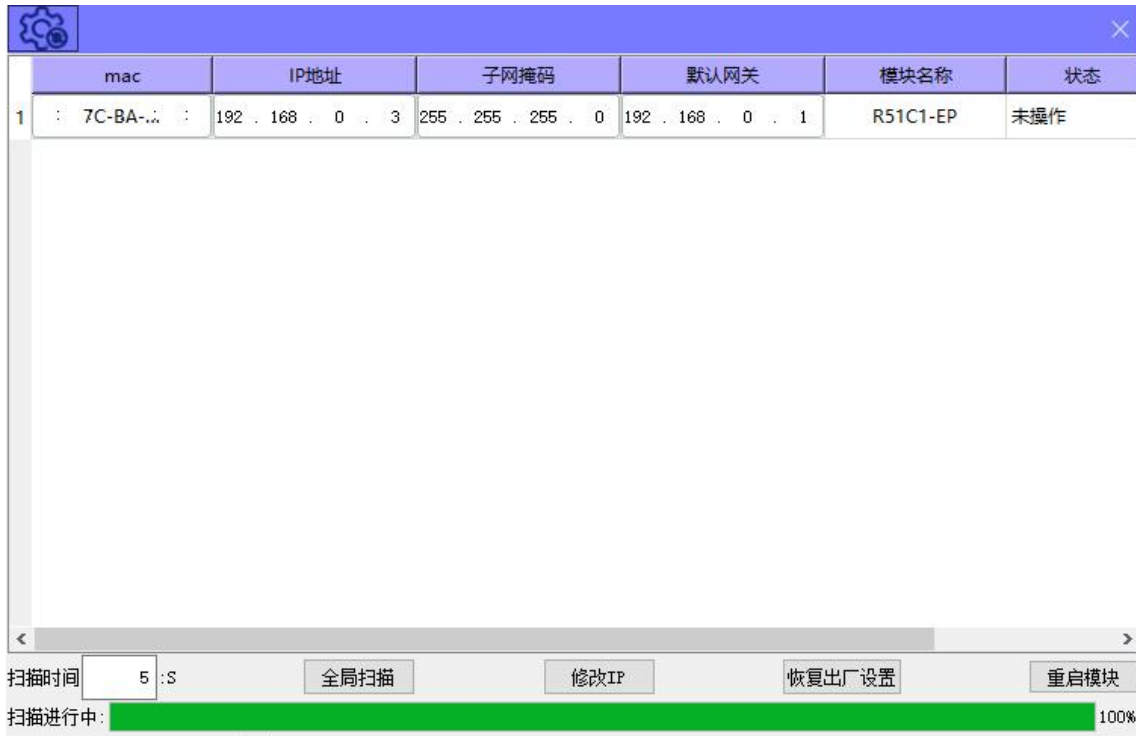 mac IP地址 子网掩码 默认网关 模块名称 状态
1 : 7C-BA-... : 192 . 168 . 0 . 3 255 . 255 . 255 . 0 192 . 168 . 0 . 1 R51C1-EP 未操作
扫描时间 5 :S 全局扫描 修改IP 恢复出厂设置 重启模块
扫描进行中: 100%